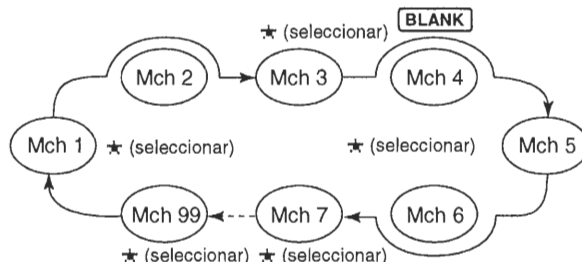 ★ (seleccionar) BLANK
Mch 2 Mch 3 Mch 4
Mch 1 ★ (seleccionar) ★ (seleccionar) Mch 5
Mch 99 Mch 7 Mch 6
★ (seleccionar) ★ (seleccionar)